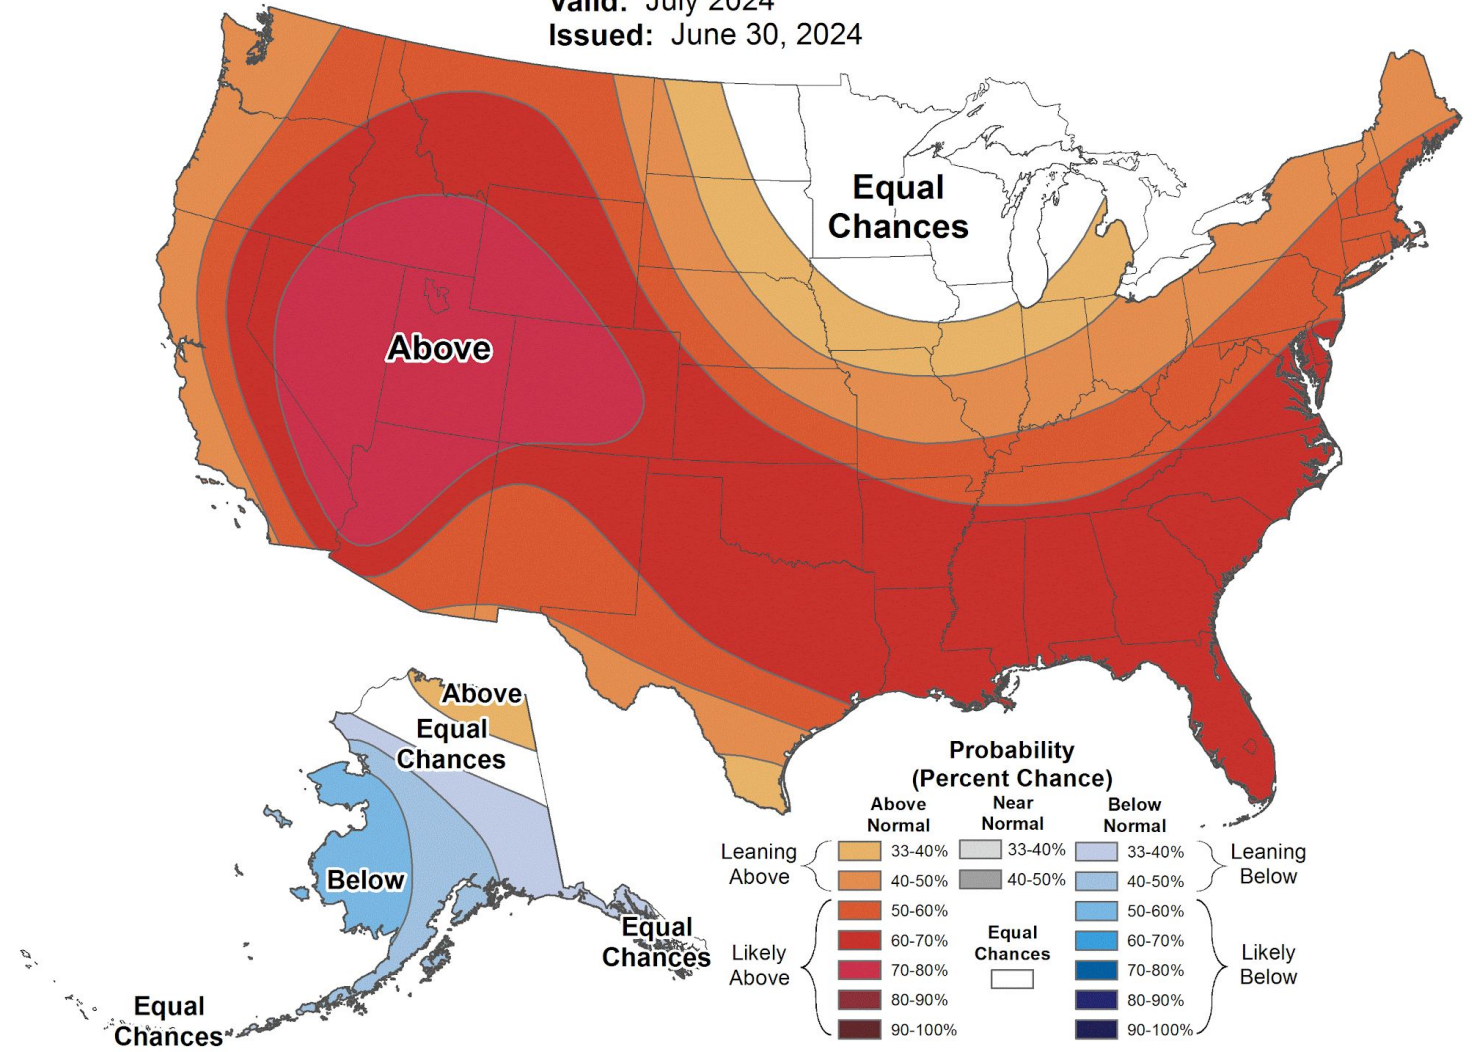 Valid: July 2024
Issued: June 30, 2024
Equal
Chances
Above
Above
Equal
Chances
Below
Equal
Chances
Equal
Chances
Probability
(Percent Chance)
Above
Normal
Near
Normal
Below
Normal
Leaning
Above
33-40%
33-40%
33-40%
40-50%
40-50%
40-50%
Leaning
Below
Likely
Above
50-60%
60-70%
70-80%
80-90%
90-100%
Equal
Chances
50-60%
60-70%
70-80%
80-90%
90-100%
Likely
Below